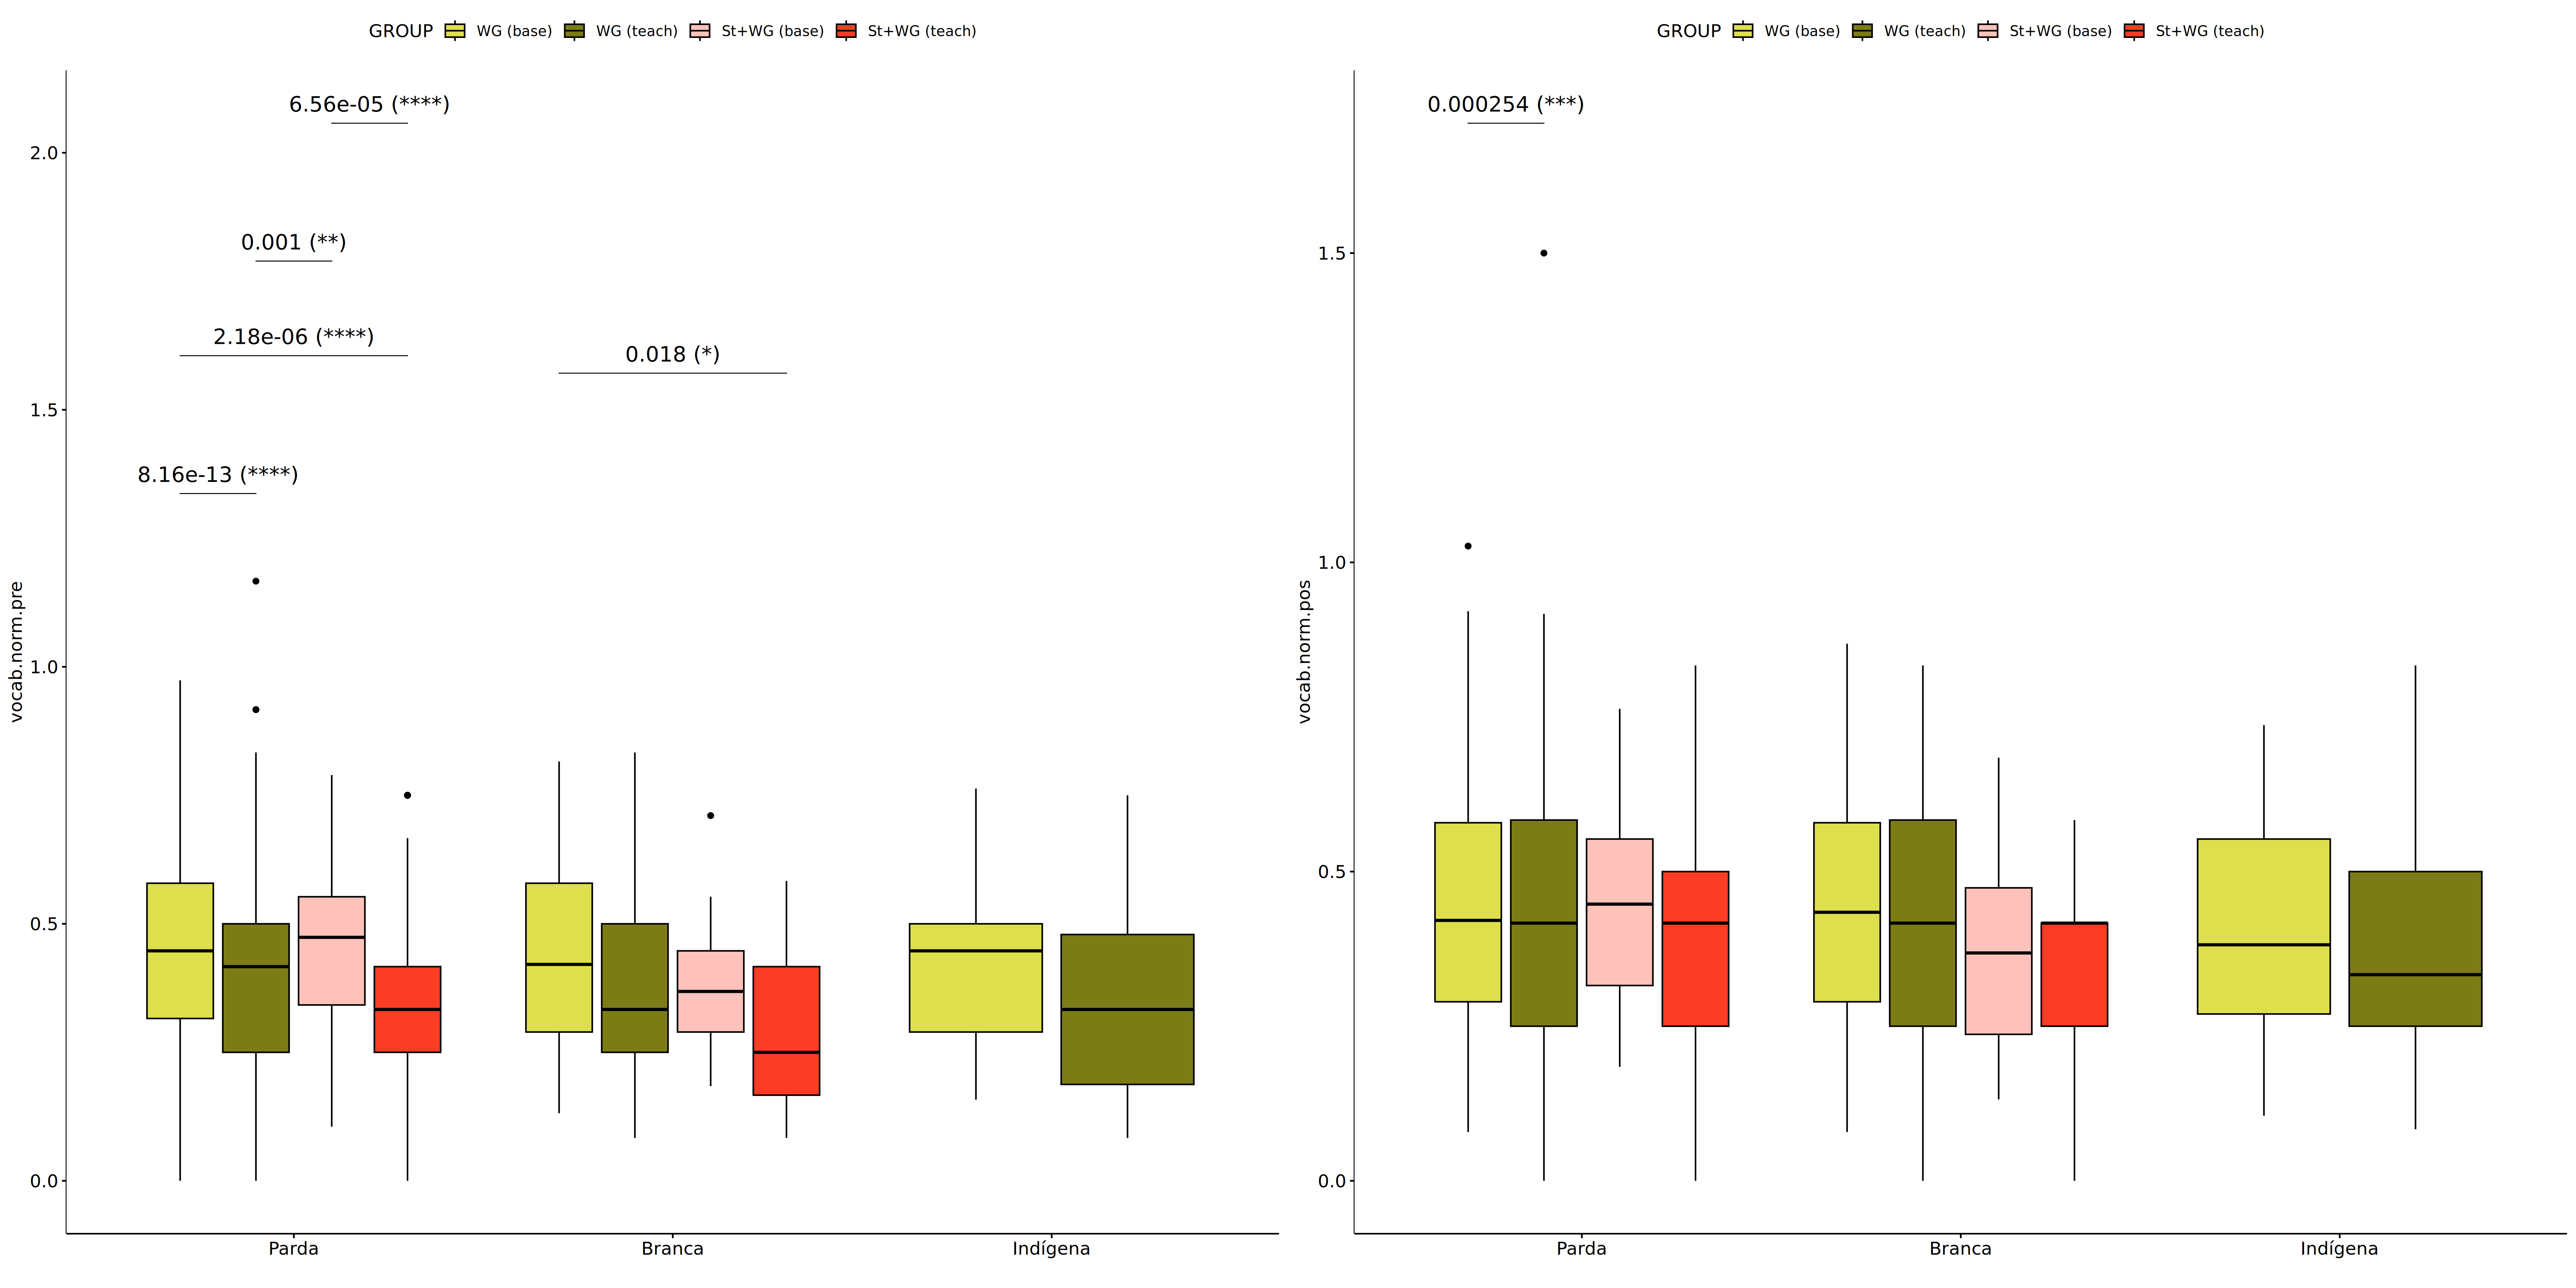 GROUP WG (base) WG (teach) St+WG (base) St+WG (teach)
6.56e-05 (****)
2.0
0.001 (**)
2.18e-06 (****)
0.018 (*)
1.5
8.16e-13 (****)
vocab.norm.pre
1.0
0.5
0.0
Parda Branca Indígena
GROUP WG (base) WG (teach) St+WG (base) St+WG (teach)
0.000254 (***)
1.5
1.0
vocab.norm.pos
0.5
0.0
Parda Branca Indígena